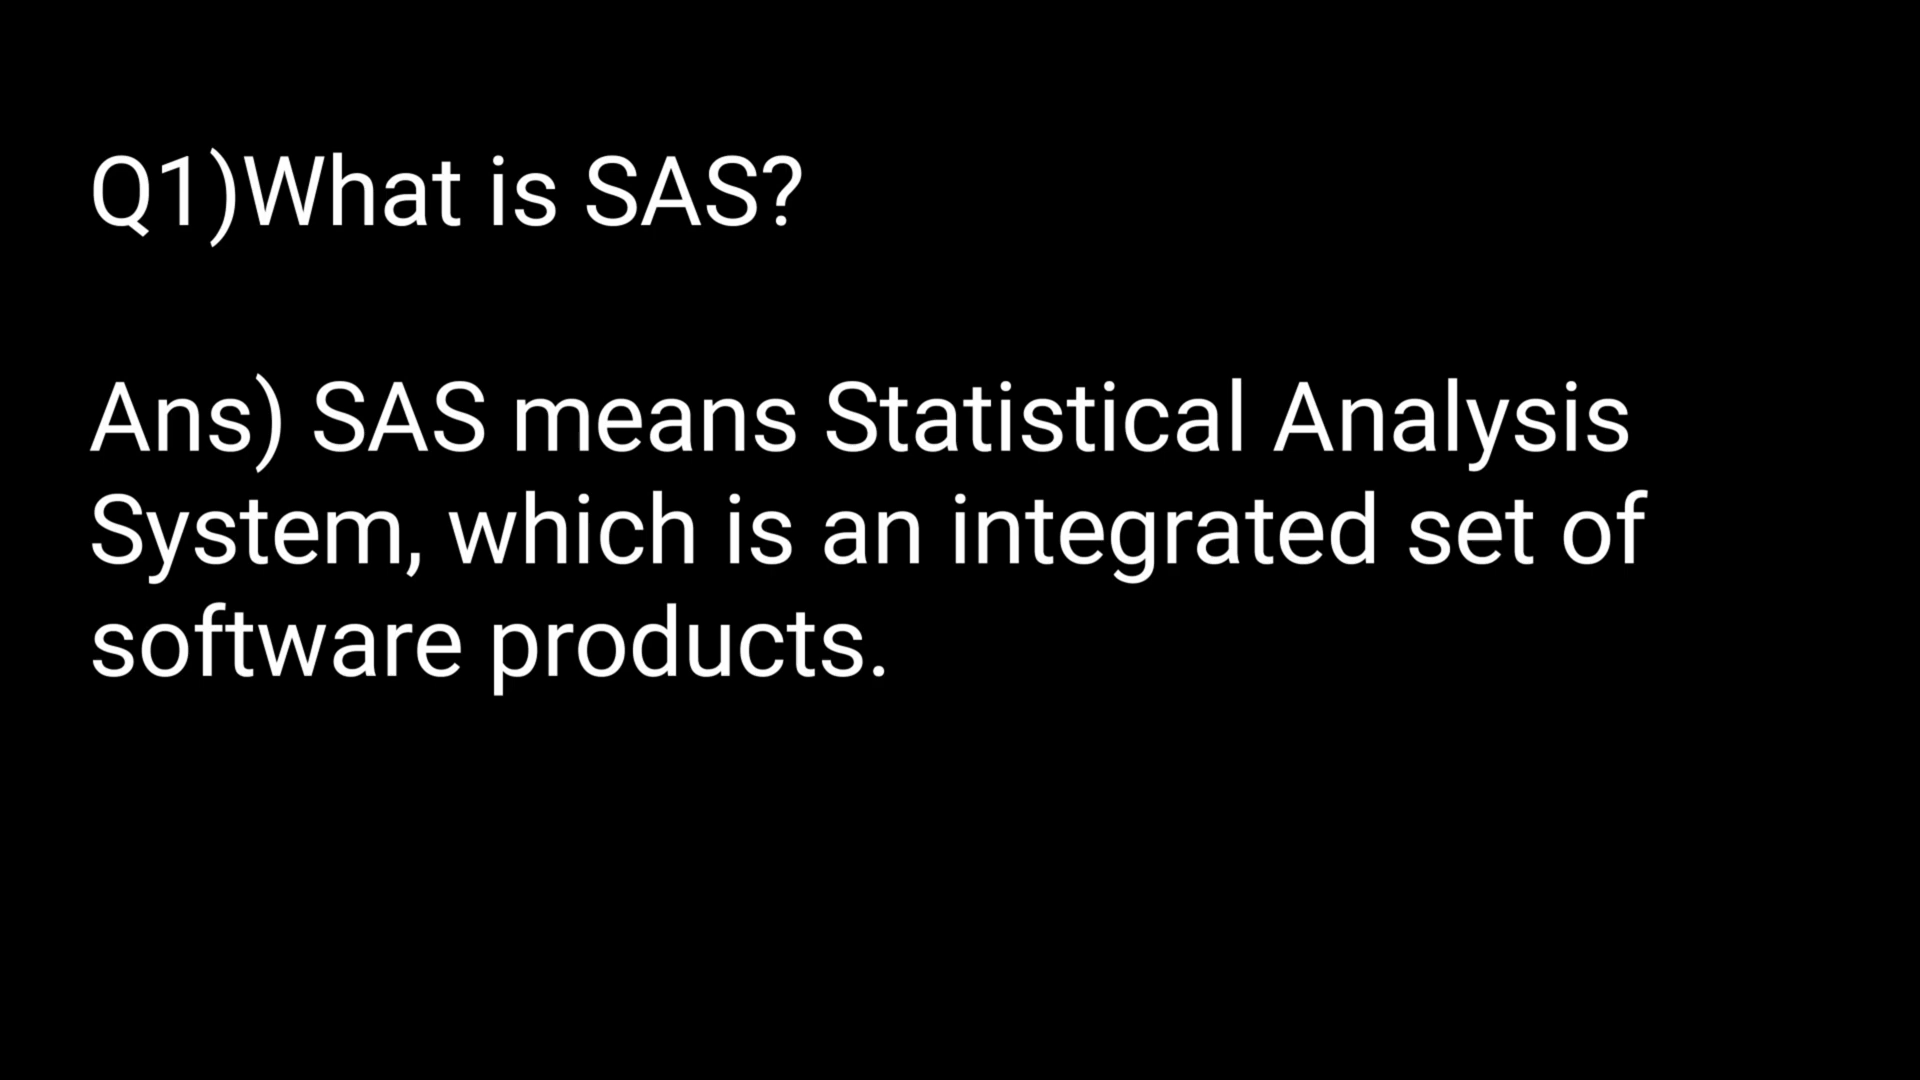 Q1)What is SAS?
Ans) SAS means Statistical Analysis
System, which is an integrated set of
software products.